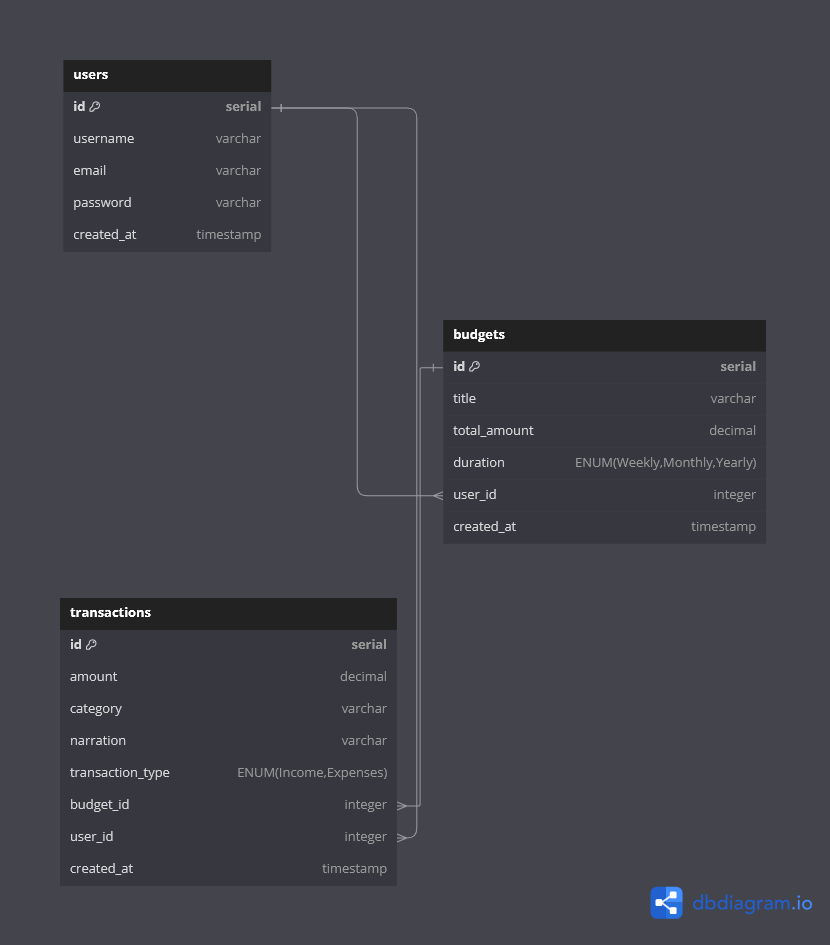 users
id serial
username varchar
email varchar
password varchar
created_at timestamp
budgets
id serial
title varchar
total_amount decimal
duration ENUM(Weekly,Monthly,Yearly)
user_id integer
created_at timestamp
transactions
id serial
amount decimal
category varchar
narration varchar
transaction_type ENUM(Income,Expenses)
budget_id integer
user_id integer
created_at timestamp
dbdiagram.io